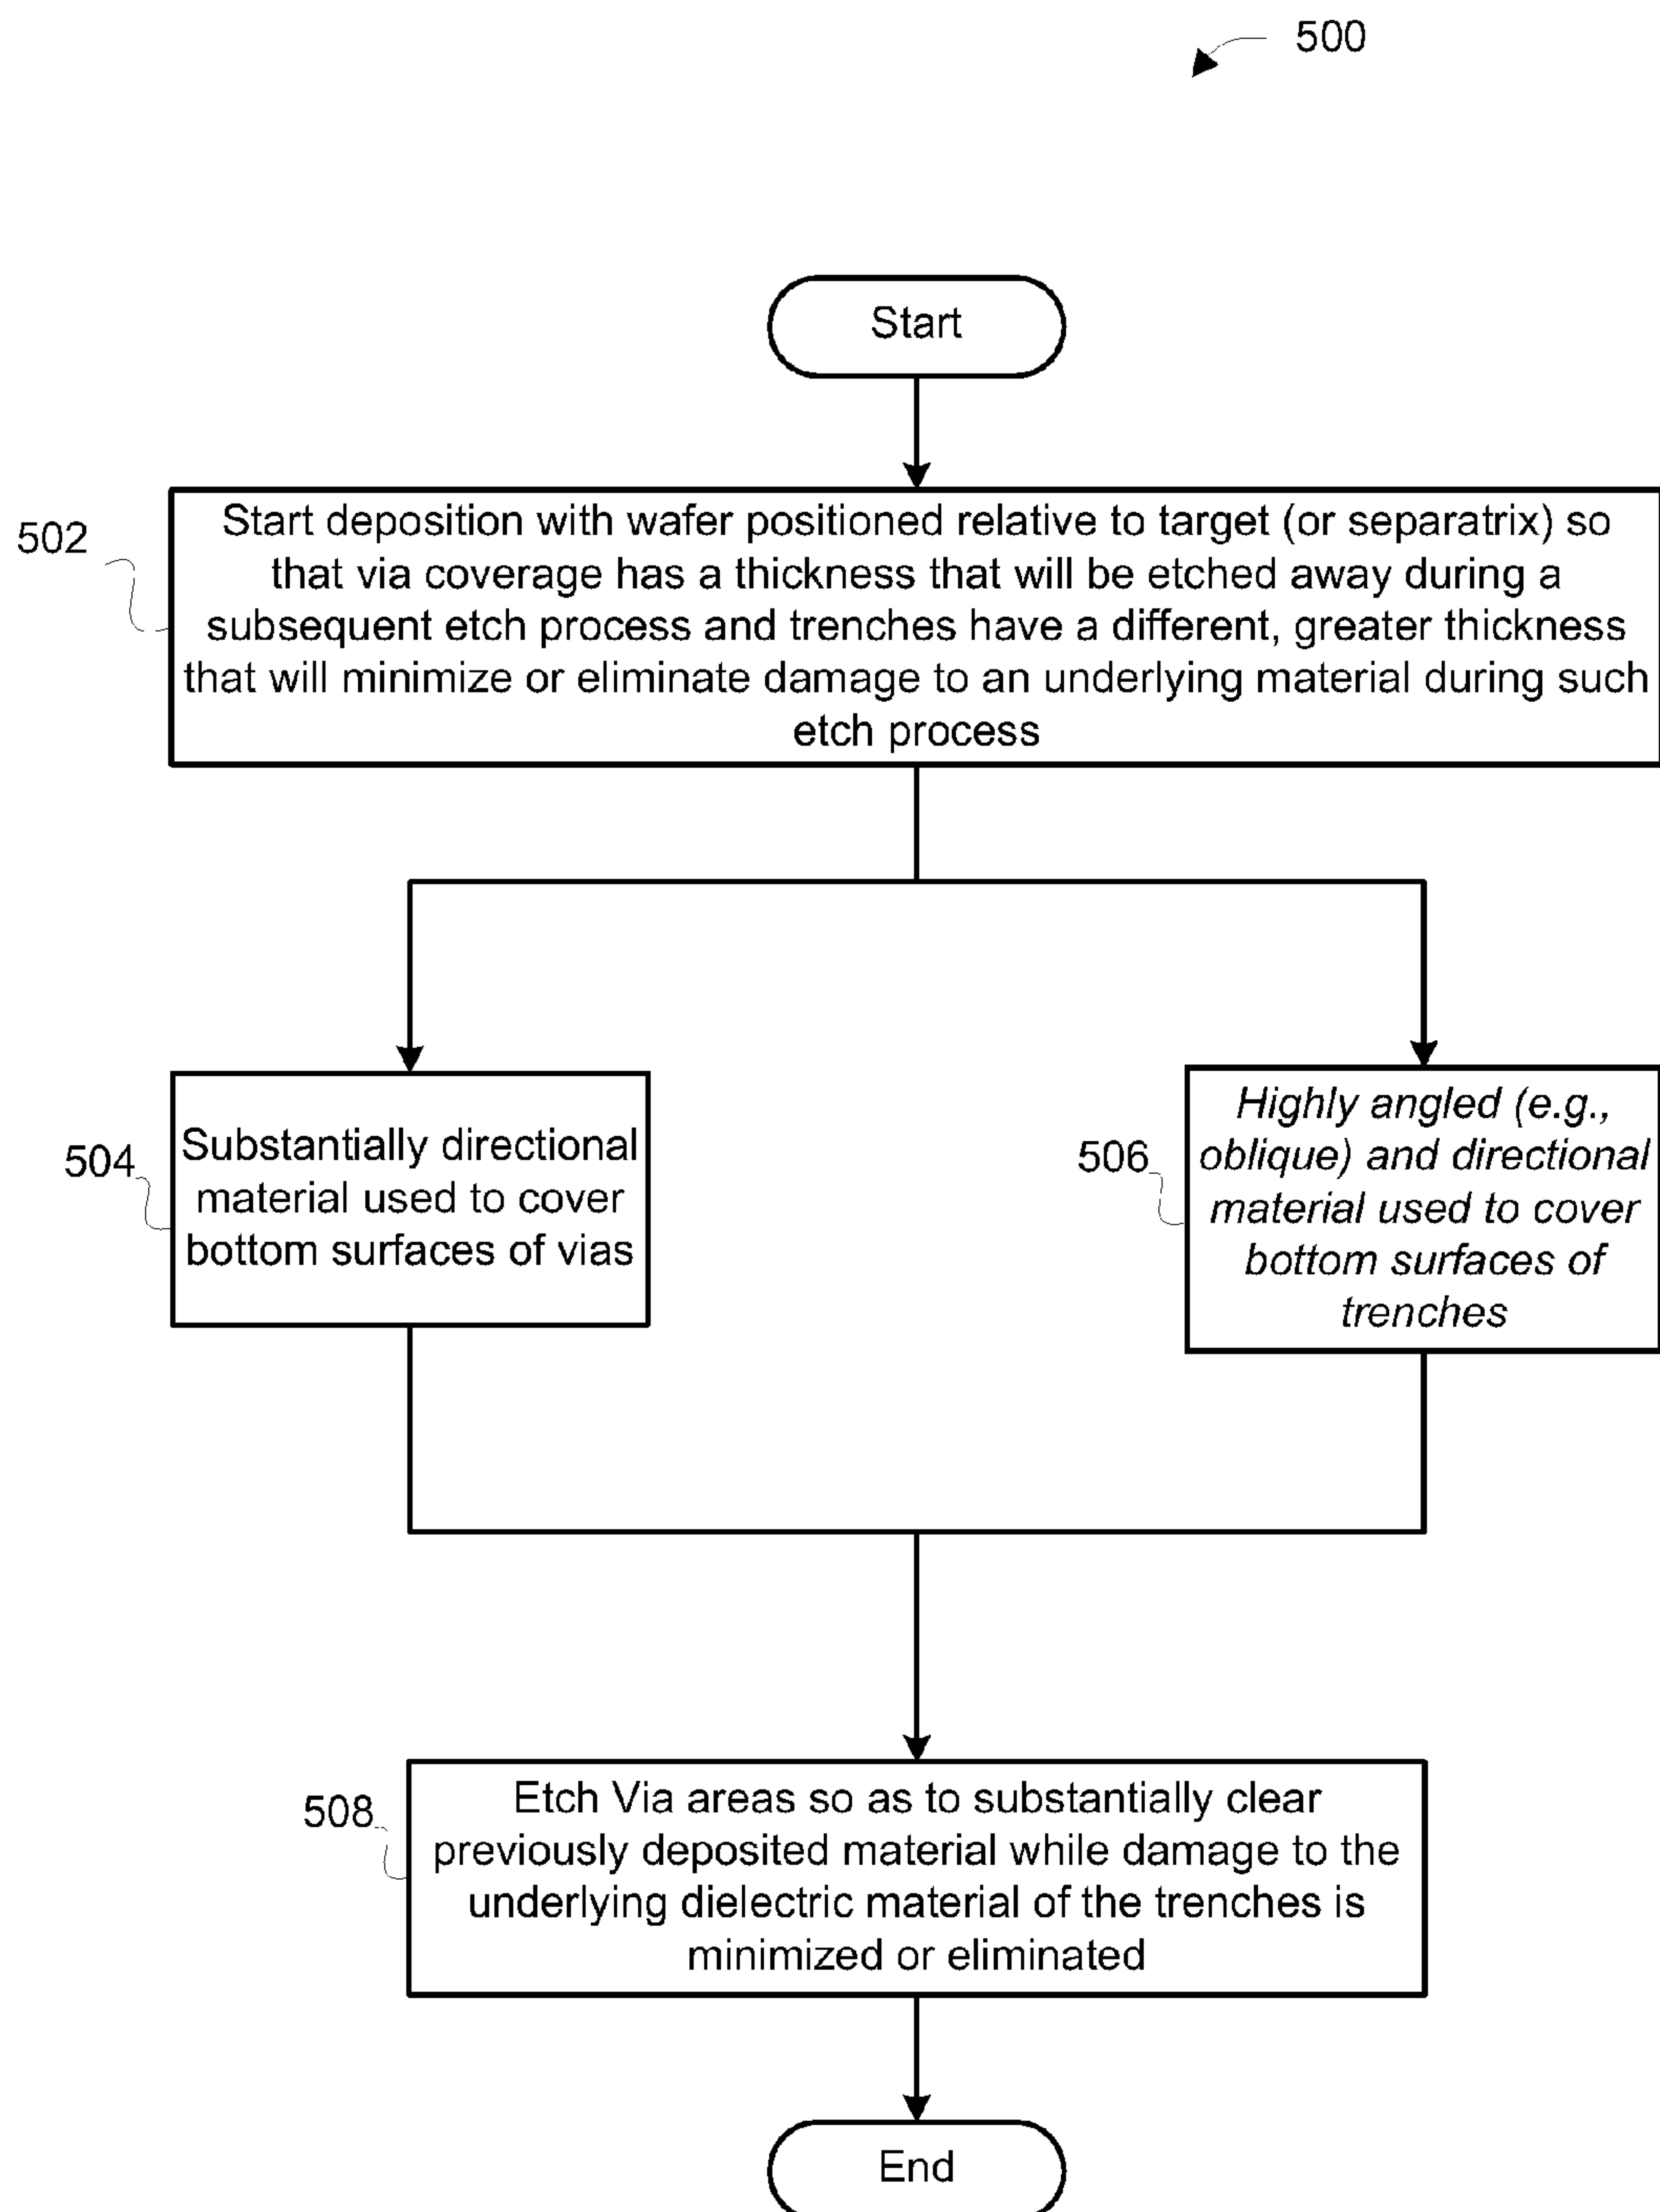 500
Start
502
Start deposition with wafer positioned relative to target (or separatrix) so
that via coverage has a thickness that will be etched away during a
subsequent etch process and trenches have a different, greater thickness
that will minimize or eliminate damage to an underlying material during such
etch process
504
Substantially directional
material used to cover
bottom surfaces of vias
506
Highly angled (e.g.,
oblique) and directional
material used to cover
bottom surfaces of
trenches
508
Etch Via areas so as to substantially clear
previously deposited material while damage to the
underlying dielectric material of the trenches is
minimized or eliminated
End